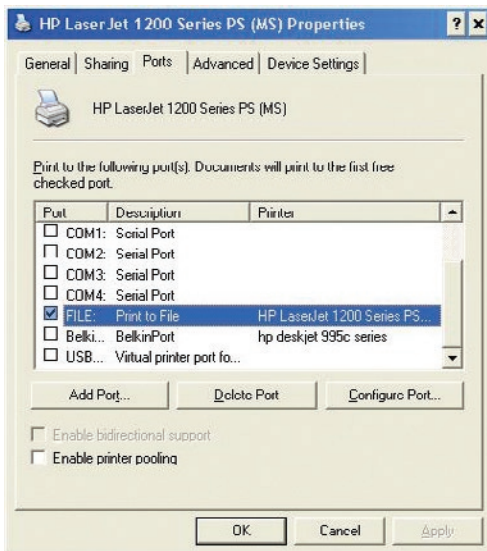 HP LaserJet 1200 Series PS (MS) Properties
General Sharing Ports Advanced Device Settings
HP LaserJet 1200 Series PS (MS)
Print to the following port(s). Documents will print to the first free
checked port.
Port Description Printer
COM1: Serial Port
COM2: Serial Port
COM3: Serial Port
COM4: Serial Port
FILE: Print to File HP LaserJet 1200 Series PS...
Belki... BelkinPort hp deskjet 995c series
USB... Virtual printer port fo...
Add Port... Delete Port Configure Port...
Enable bidirectional support
Enable printer pooling
OK Cancel Apply